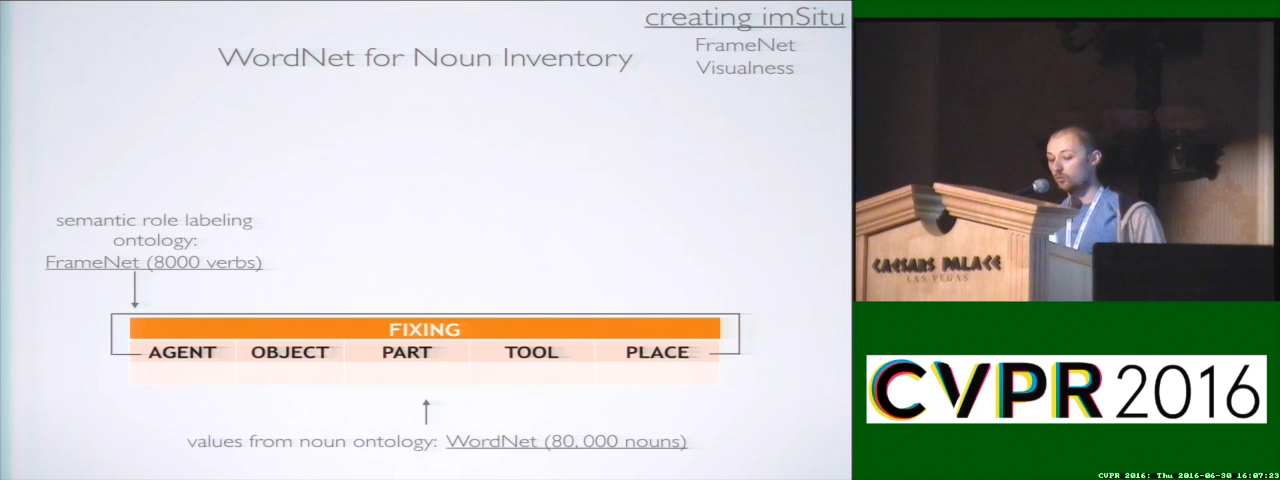 creating imSitu
FrameNet
Visualness
WordNet for Noun Inventory
semantic role labeling
ontology:
FrameNet (8000 verbs)
FIXING
AGENT OBJECT PART TOOL PLACE
values from noun ontology: WordNet (80,000 nouns)
CAESARS PALACE
LAS VEGAS
CVPR 2016
CVPR 2016: Thu 2016-06-30 16:07:23